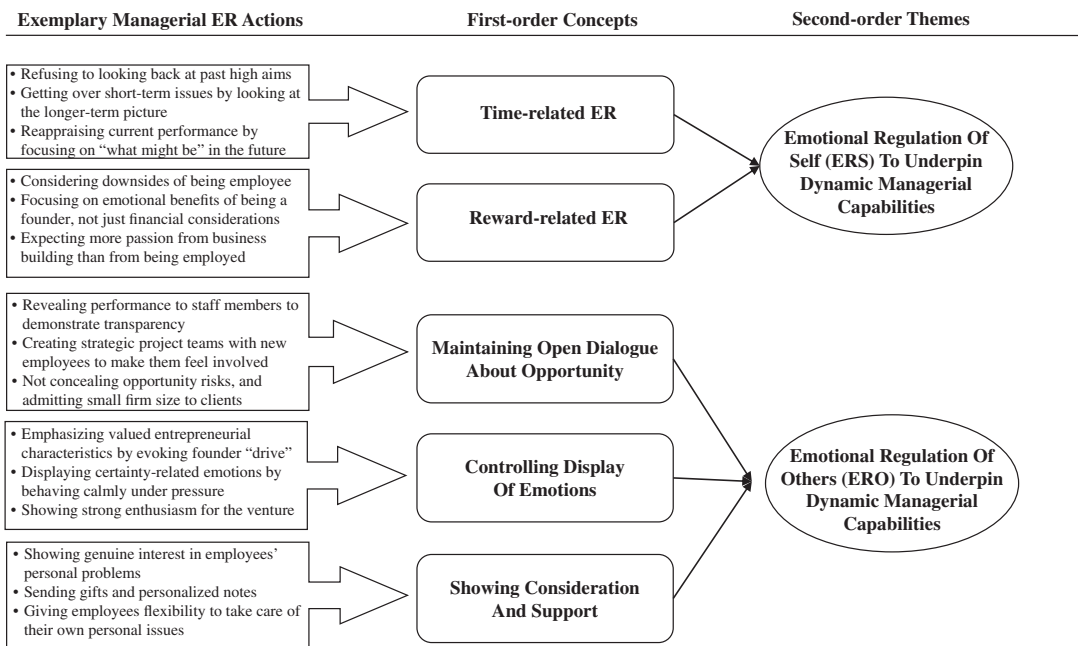 Exemplary Managerial ER Actions
First-order Concepts
Second-order Themes
• Refusing to looking back at past high aims
• Getting over short-term issues by looking at
the longer-term picture
• Reappraising current performance by
focusing on “what might be” in the future
Time-related ER
• Considering downsides of being employee
• Focusing on emotional benefits of being a
founder, not just financial considerations
• Expecting more passion from business
building than from being employed
Reward-related ER
Emotional Regulation Of
Self (ERS) To Underpin
Dynamic Managerial
Capabilities
• Revealing performance to staff members to
demonstrate transparency
• Creating strategic project teams with new
employees to make them feel involved
• Not concealing opportunity risks, and
admitting small firm size to clients
Maintaining Open Dialogue
About Opportunity
• Emphasizing valued entrepreneurial
characteristics by evoking founder “drive”
• Displaying certainty-related emotions by
behaving calmly under pressure
• Showing strong enthusiasm for the venture
Controlling Display
Of Emotions
Emotional Regulation Of
Others (ERO) To Underpin
Dynamic Managerial
Capabilities
• Showing genuine interest in employees’
personal problems
• Sending gifts and personalized notes
• Giving employees flexibility to take care of
their own personal issues
Showing Consideration
And Support